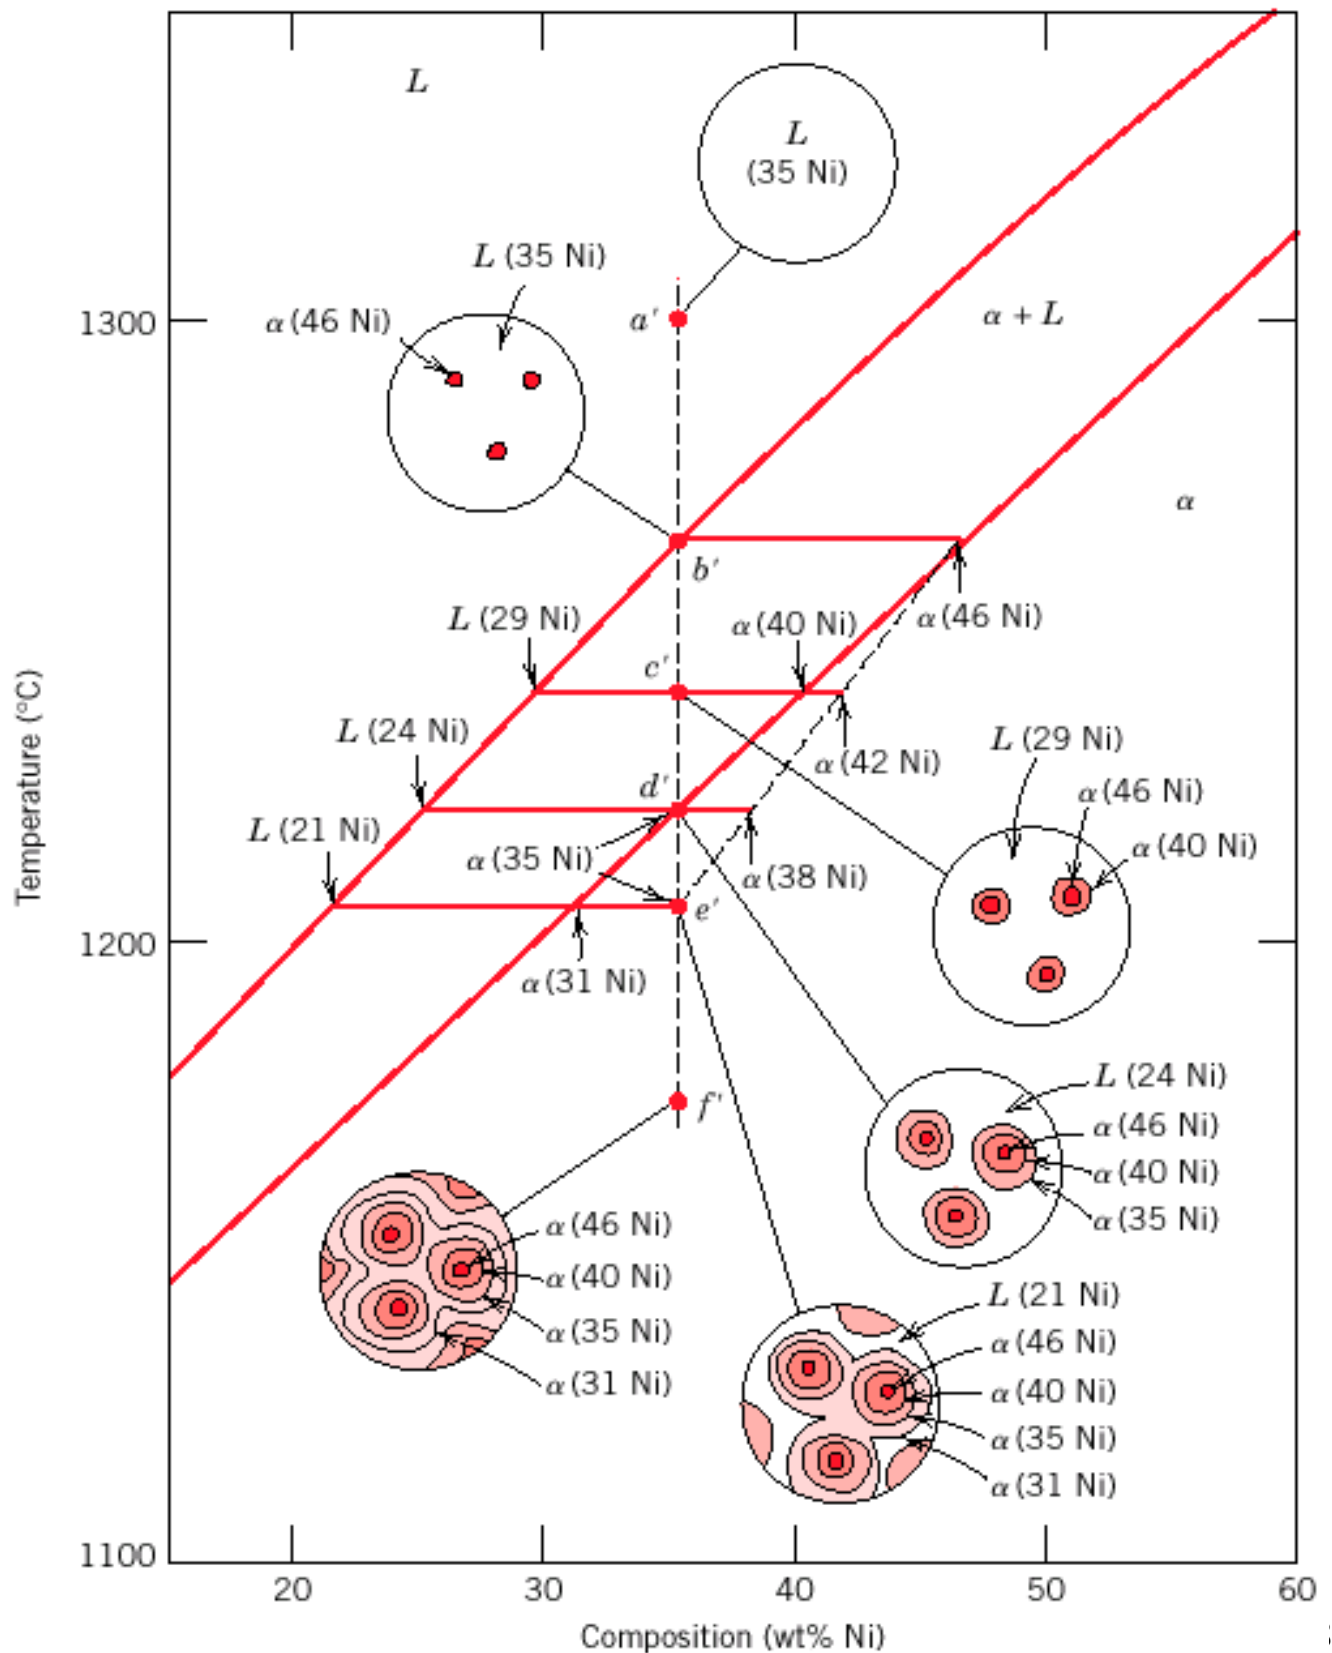 L
L
(35 Ni)
L (35 Ni)
α (46 Ni)
a′
1300
α + L
α
b′
L (29 Ni)
α (40 Ni)
α (46 Ni)
c′
L (24 Ni)
α (42 Ni)
L (29 Ni)
d′
α (46 Ni)
L (21 Ni)
α (40 Ni)
α (35 Ni)
α (38 Ni)
e′
Temperature (°C)
1200
α (31 Ni)
L (24 Ni)
f′
α (46 Ni)
α (40 Ni)
α (35 Ni)
α (46 Ni)
α (40 Ni)
α (35 Ni)
α (31 Ni)
L (21 Ni)
α (46 Ni)
α (40 Ni)
α (35 Ni)
α (31 Ni)
1100
20 30 40 50 60
Composition (wt% Ni)